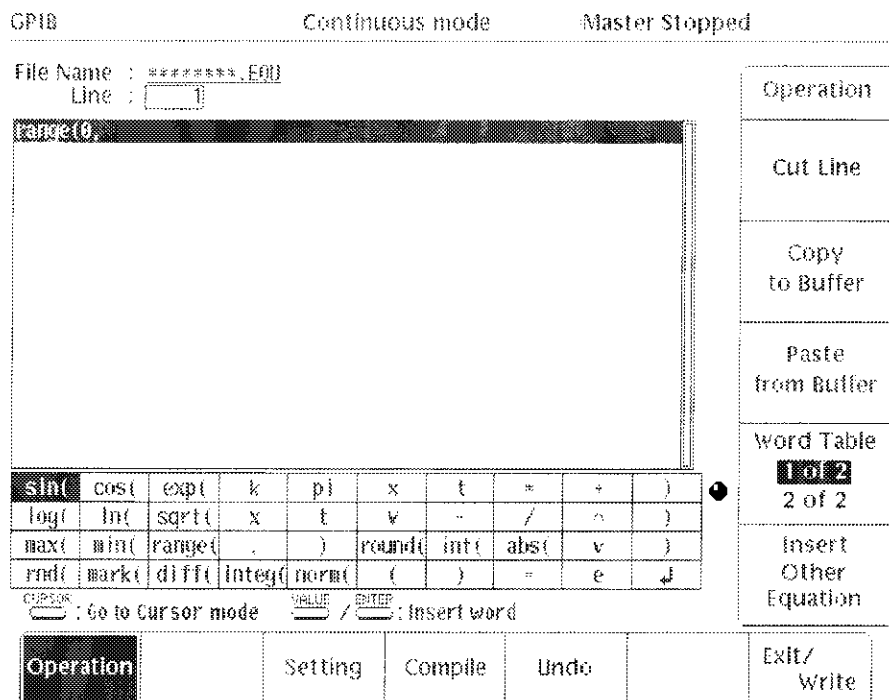 GPIB Continuous mode Master Stopped
File Name : ********.EQU
Line : 1
range(0,
Operation
Cut Line
Copy
to Buffer
Paste
from Buffer
Word Table
1 of 2
2 of 2
Insert
Other
Equation
sin( cos( exp( k pi x t * + )
log( ln( sqrt( x t v - / ^ )
max( min( range( , ) round( int( abs( v )
rnd( mark( diff( integ( norm( ( ) = e ↲
CURSOR : Go to Cursor mode VALUE / ENTER : Insert word
Operation Setting Compile Undo Exit/
Write